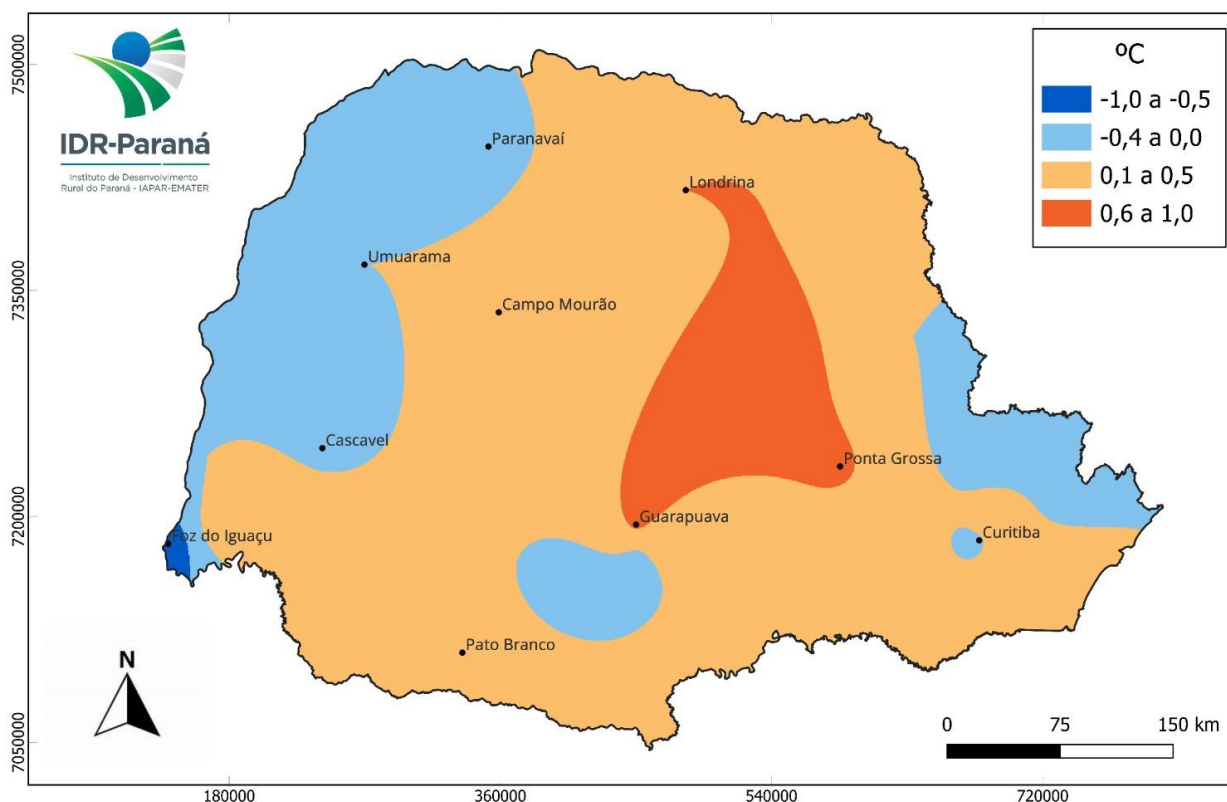 IDR-Paraná
Instituto de Desenvolvimento
Rural do Paraná - IAPAR-EMATER
ºC
-1,0 a -0,5
-0,4 a 0,0
0,1 a 0,5
0,6 a 1,0
Paranavaí
Londrina
Umuarama
Campo Mourão
Cascavel
Ponta Grossa
Guarapuava
Foz do Iguaçu
Curitiba
Pato Branco
N
0 75 150 km
7500000
7350000
7200000
7050000
180000 360000 540000 720000